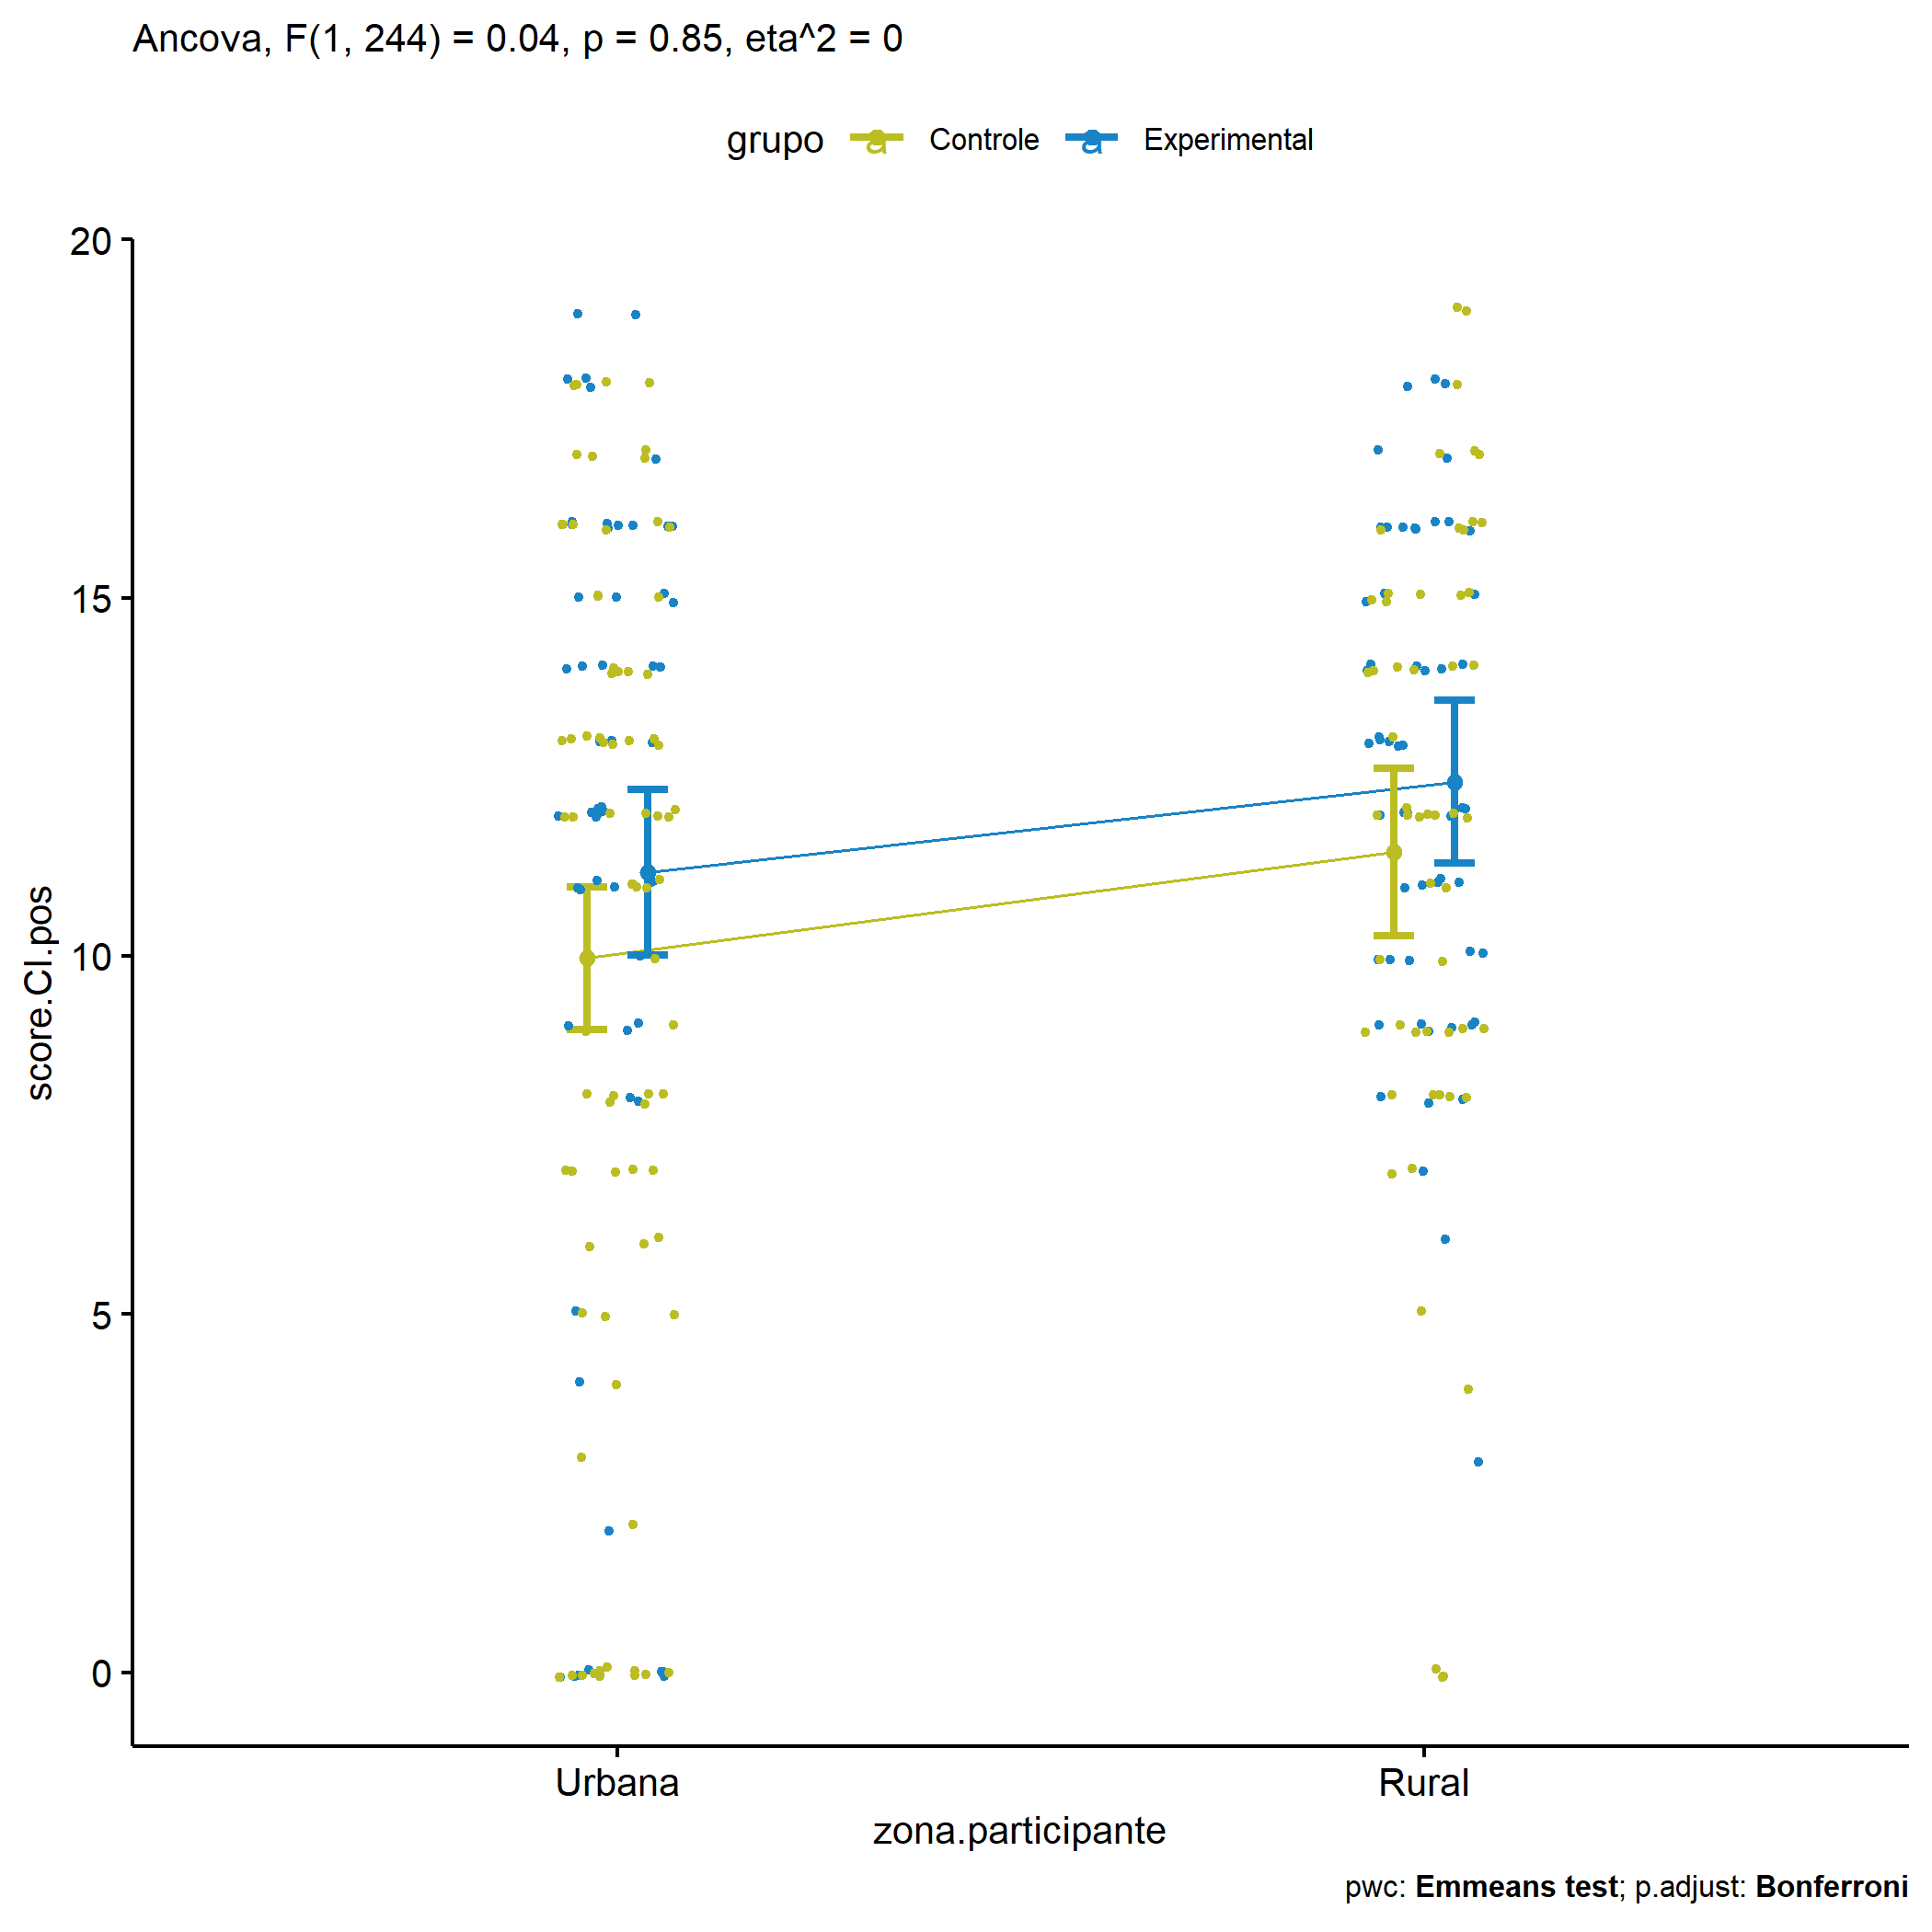 Ancova, F(1, 244) = 0.04, p = 0.85, eta^2 = 0
grupo a Controle a Experimental
20
15
10
5
0
score.CI.pos
Urbana Rural
zona.participante
pwc: Emmeans test; p.adjust: Bonferroni